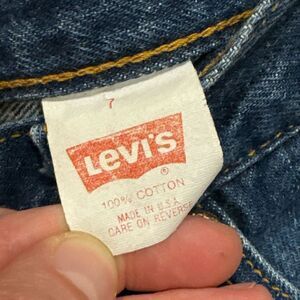 7
Levi's
®
100% COTTON
MADE IN U.S.A
CARE ON REVERSE